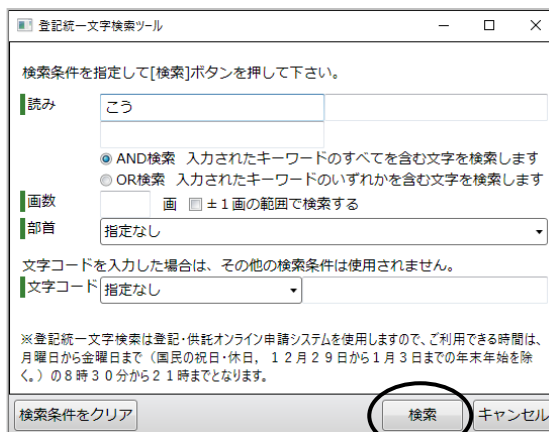 登記統一文字検索ツール
検索条件を指定して[検索]ボタンを押して下さい。
読み こう
AND検索 入力されたキーワードのすべてを含む文字を検索します
OR検索 入力されたキーワードのいずれかを含む文字を検索します
画数 画 ±1画の範囲で検索する
部首 指定なし
文字コードを入力した場合は、その他の検索条件は使用されません。
文字コード 指定なし
※登記統一文字検索は登記・供託オンライン申請システムを使用しますので、ご利用できる時間は、
月曜日から金曜日まで（国民の祝日・休日，１２月２９日から１月３日までの年末年始を除
く。）の８時３０分から２１時までとなります。
検索条件をクリア 検索 キャンセル